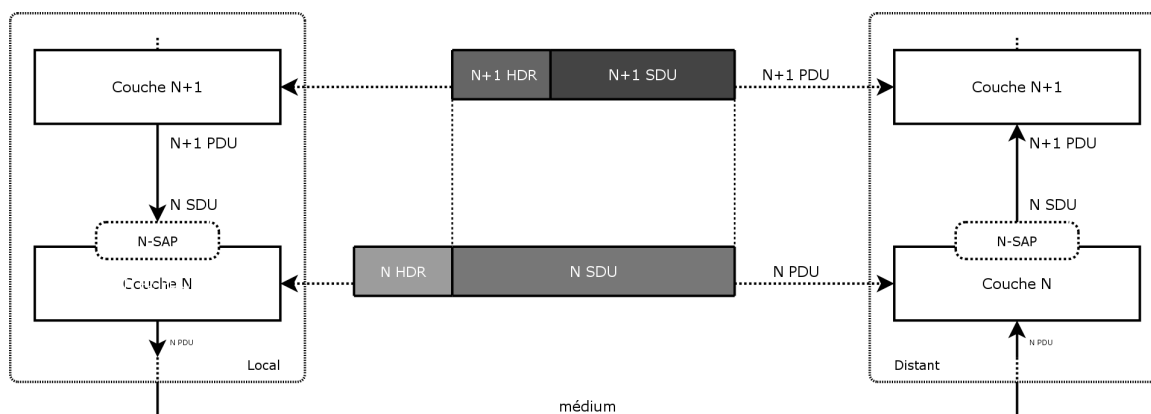 Couche N+1
N+1 HDR
N+1 SDU
N+1 PDU
Couche N+1
N+1 PDU
N+1 PDU
N SDU
N SDU
N-SAP
N-SAP
Couche N
N HDR
N SDU
N PDU
Couche N
N PDU
N PDU
Local
Distant
médium